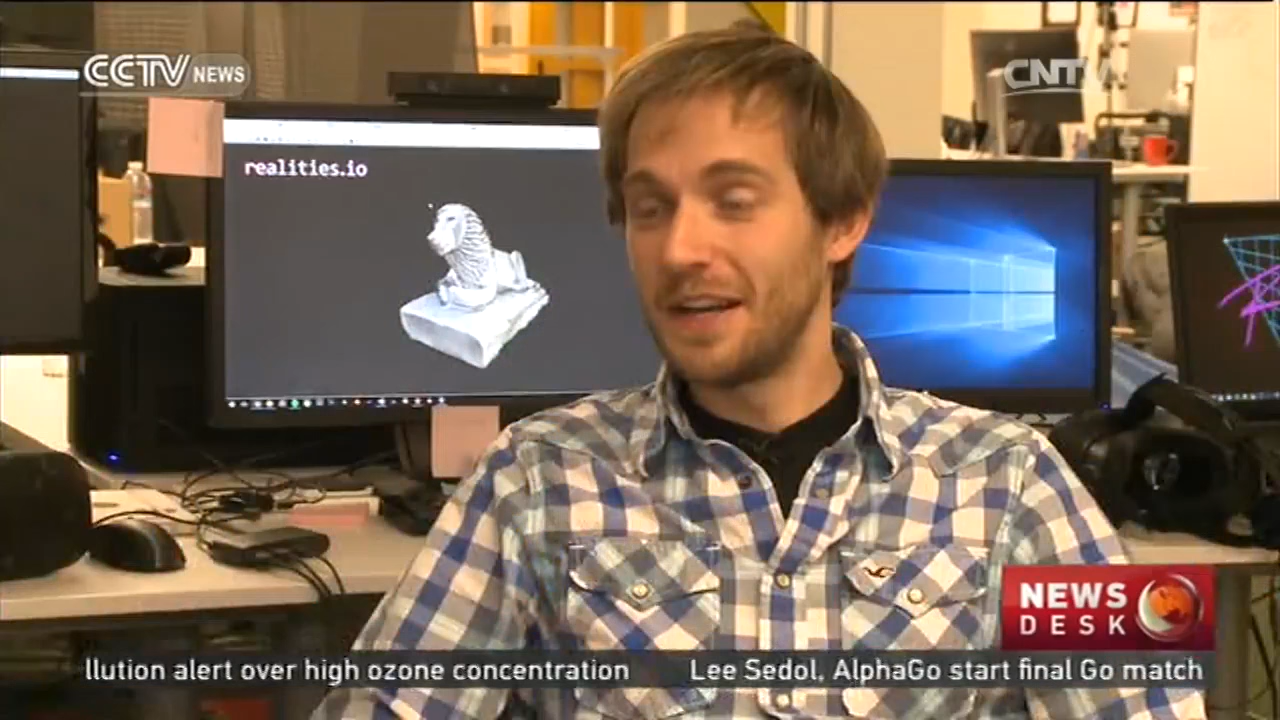 CCTV NEWS
CNTV
realities.io
NEWS
DESK
llution alert over high ozone concentration
Lee Sedol, AlphaGo start final Go match